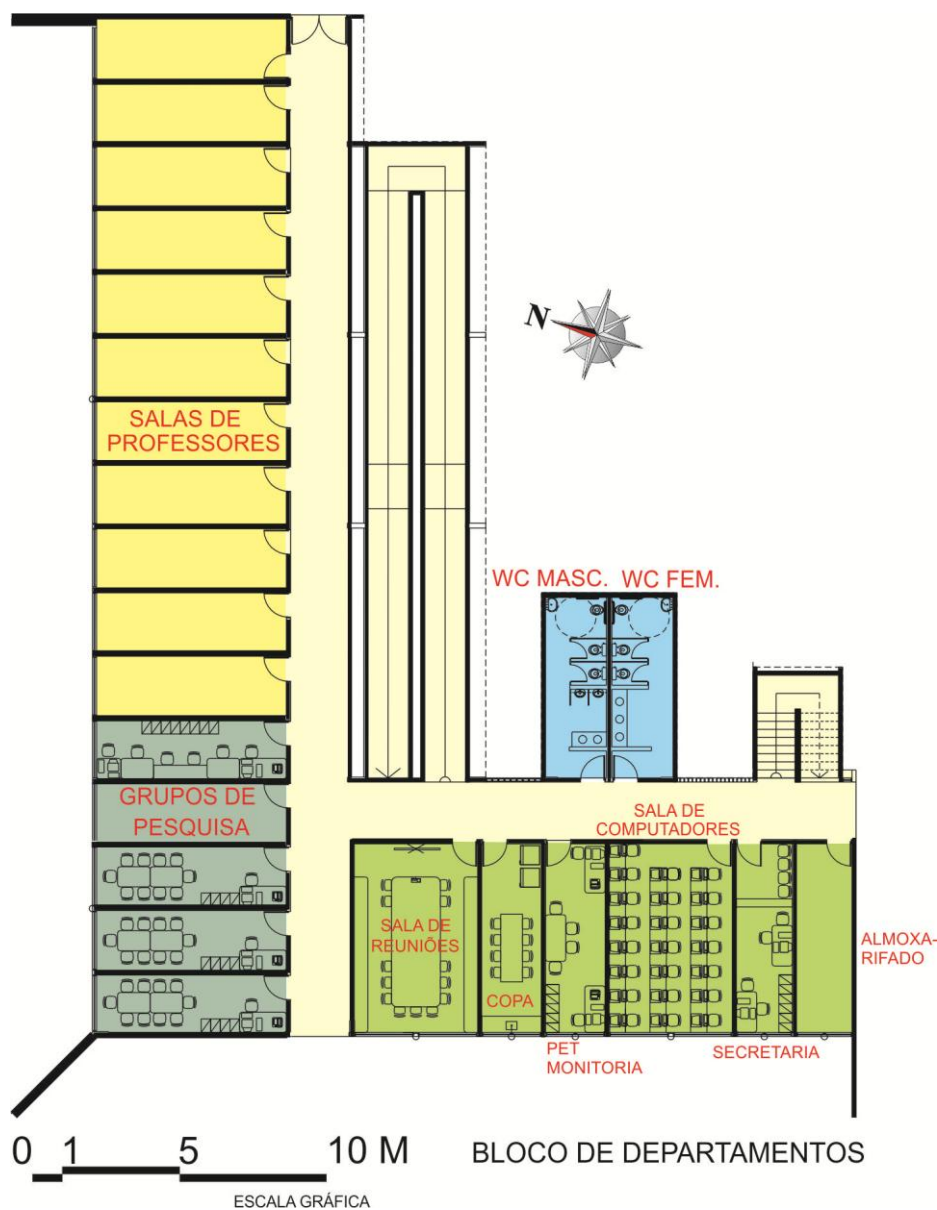 N
SALAS DE
PROFESSORES
WC MASC. WC FEM.
GRUPOS DE
PESQUISA
SALA DE
COMPUTADORES
SALA DE
REUNIÕES
COPA
ALMOXA-
RIFADO
PET
MONITORIA
SECRETARIA
0 1 5 10 M
BLOCO DE DEPARTAMENTOS
ESCALA GRÁFICA